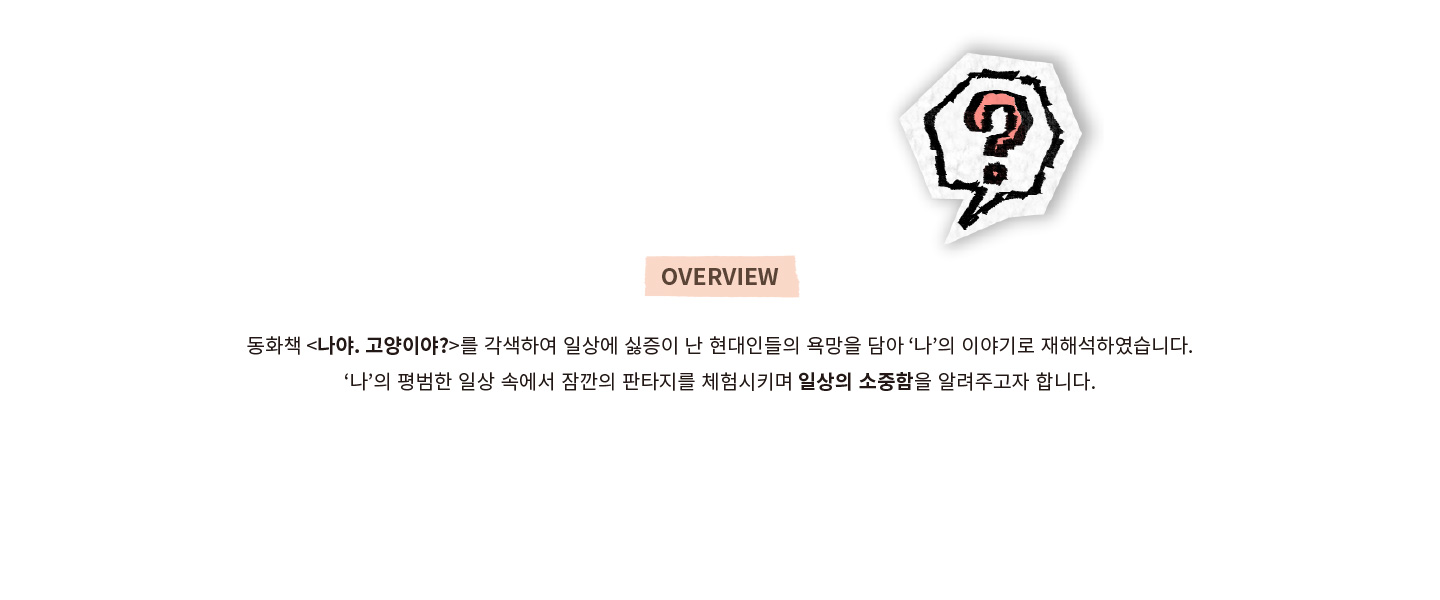 ?
OVERVIEW
동화책 <나야. 고양이야?>를 각색하여 일상에 싫증이 난 현대인들의 욕망을 담아 ‘나’의 이야기로 재해석하였습니다.
‘나’의 평범한 일상 속에서 잠깐의 판타지를 체험시키며 일상의 소중함을 알려주고자 합니다.